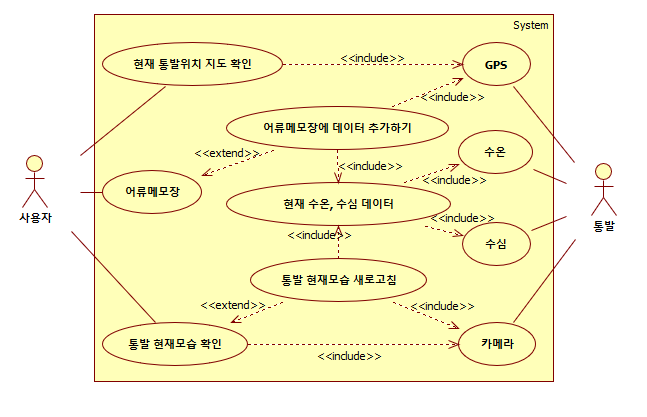 System
현재 통발위치 지도 확인
<<include>>
GPS
<<include>>
어류메모장에 데이터 추가하기
<<extend>>
<<include>>
수온
<<include>>
사용자
어류메모장
현재 수온, 수심 데이터
통발
<<include>>
<<include>>
수심
통발 현재모습 새로고침
<<extend>>
<<include>>
통발 현재모습 확인
<<include>>
카메라